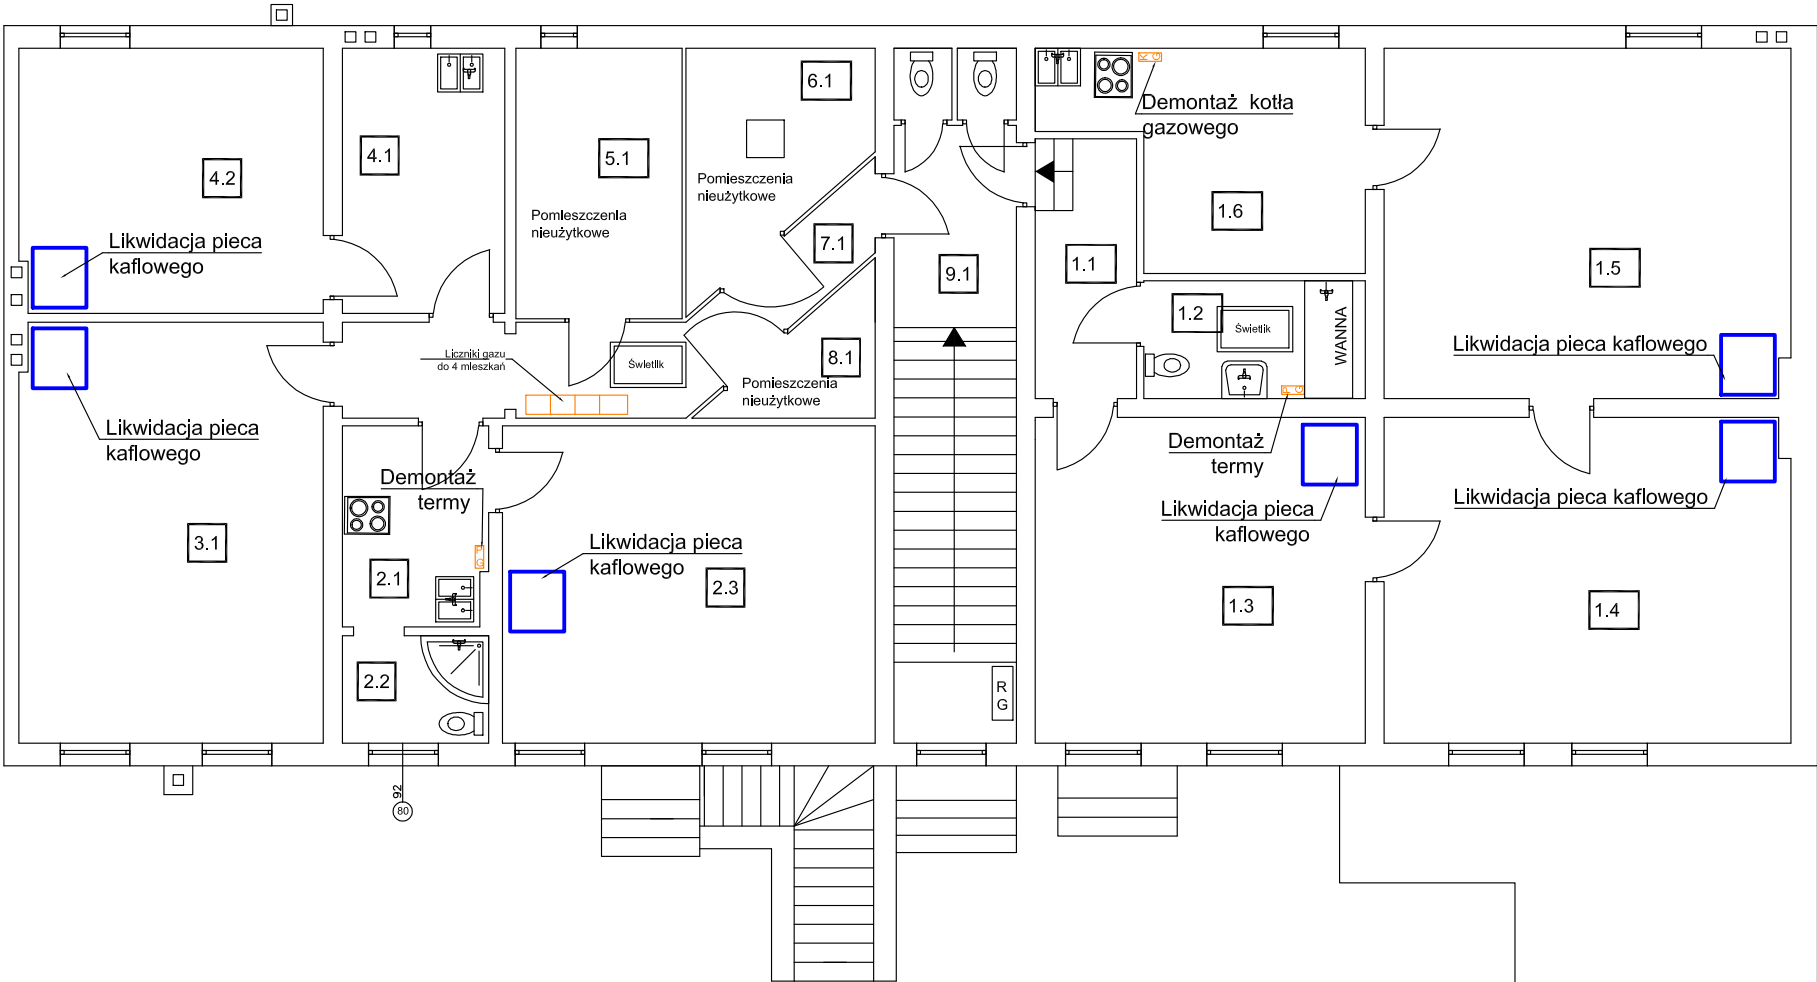 6.1
Demontaż kotła
gazowego
K
G
4.2
4.1
5.1
Pomieszczenia
nieużytkowe
Pomieszczenia
nieużytkowe
1.6
Likwidacja pieca
kaflowego
7.1
9.1
1.1
1.5
1.2
Świetlik
WANNA
Liczniki gazu
do 4 mieszkań
Świetlik
8.1
Pomieszczenia
nieużytkowe
Likwidacja pieca kaflowego
Likwidacja pieca
kaflowego
P
G
Demontaż
termy
Demontaż
termy
Likwidacja pieca kaflowego
Likwidacja pieca
kaflowego
3.1
P
G
2.1
Likwidacja pieca
kaflowego
2.3
1.3
1.4
2.2
R
G
92
80